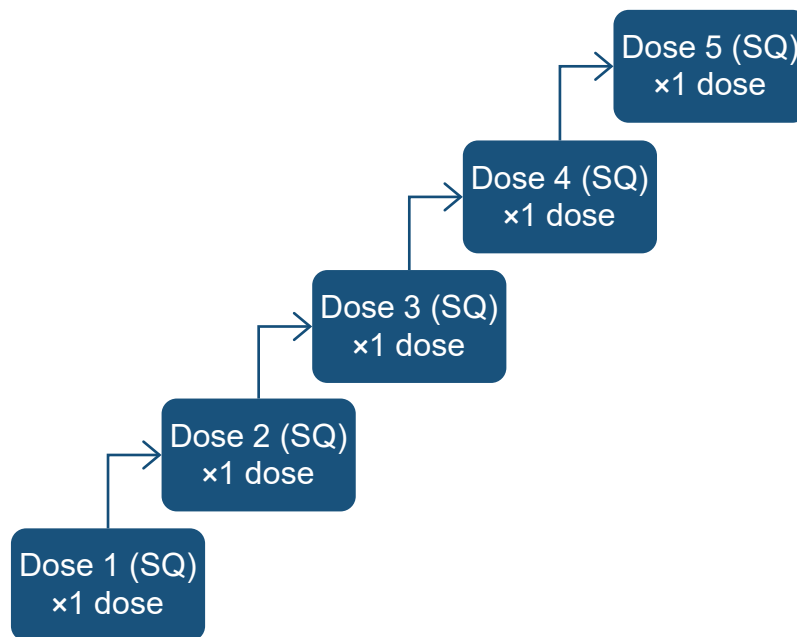 Dose 5 (SQ)
×1 dose
Dose 4 (SQ)
×1 dose
Dose 3 (SQ)
×1 dose
Dose 2 (SQ)
×1 dose
Dose 1 (SQ)
×1 dose